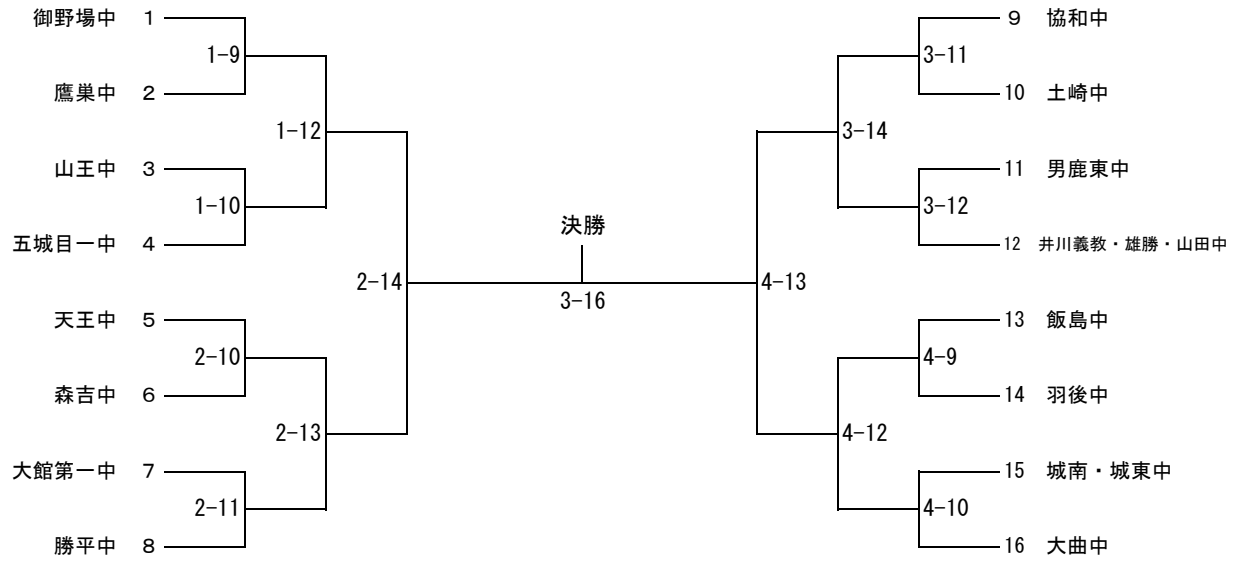 御野場中 1
1-9
鷹巣中 2
1-12
山王中 3
1-10
五城目一中 4
2-14
天王中 5
2-10
森吉中 6
2-13
大館第一中 7
2-11
勝平中 8
決勝
3-16
9 協和中
3-11
10 土崎中
3-14
11 男鹿東中
3-12
12 井川義教・雄勝・山田中
4-13
13 飯島中
4-9
14 羽後中
4-12
15 城南・城東中
4-10
16 大曲中